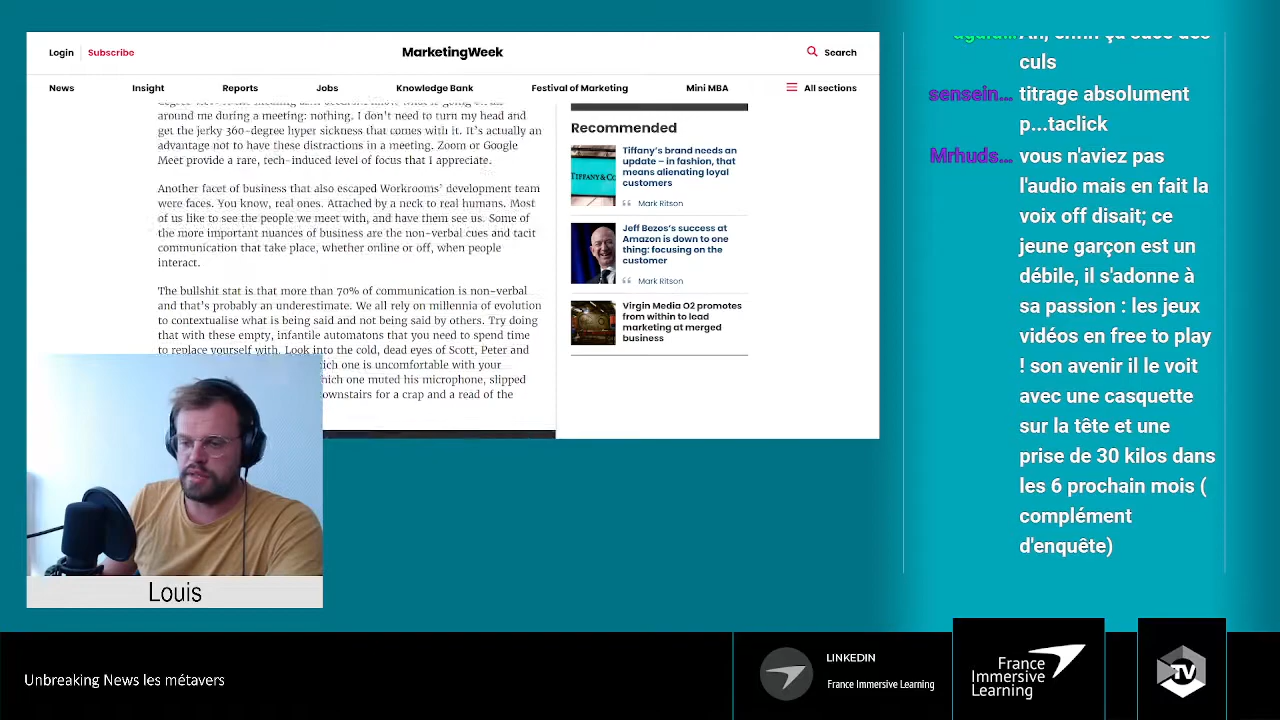 Login
Subscribe
MarketingWeek
Search
News
Insight
Reports
Jobs
Knowledge Bank
Festival of Marketing
Mini MBA
All sections
around me during a meeting: nothing. I don't need to turn my head and
get the jerky 360-degree hyper sickness that comes with it. It's actually an
advantage not to have these distractions in a meeting. Zoom or Google
Meet provide a rarely induced level of focus that I appreciate.
Another facet of business that also escaped Workrooms' development team
were faces. You know, real ones. Attached by a neck to real humans. Most
of us like to see the people we meet with, and have them see us. Some of
the more important nuances of business are the non-verbal cues and tacit
communication that take place, whether online or off, when people
interact.
The bullshit stat is that more than 70% of communication is non-verbal
and that's probably an underestimate. We all rely on millennia of evolution
to contextualise what is being said and not being said by others. Try doing
that with these empty, infantile automatons that you need to spend time
to replace yourself with. Look into the cold, dead eyes of Scott, Peter and
which one is uncomfortable with your
which one muted his microphone, slipped
downstairs for a crap and a read of the
Recommended
Tiffany's brand needs an
update – in fashion, that
means alienating loyal
customers
Mark Ritson
TIFFANY & CO
Jeff Bezos's success at
Amazon is down to one
thing: focusing on the
customer
Mark Ritson
Virgin Media O2 promotes
from within to lead
marketing at merged
business
Louis
culs
sensein... titrage absolument
p...taclick
Mrhuds... vous n'aviez pas
l'audio mais en fait la
voix off disait; ce
jeune garçon est un
débile, il s'adonne à
sa passion : les jeux
vidéos en free to play
! son avenir il le voit
avec une casquette
sur la tête et une
prise de 30 kilos dans
les 6 prochain mois (
complément
d'enquête)
Unbreaking News les métavers
LINKEDIN
France Immersive Learning
France
Immersive
Learning
TV